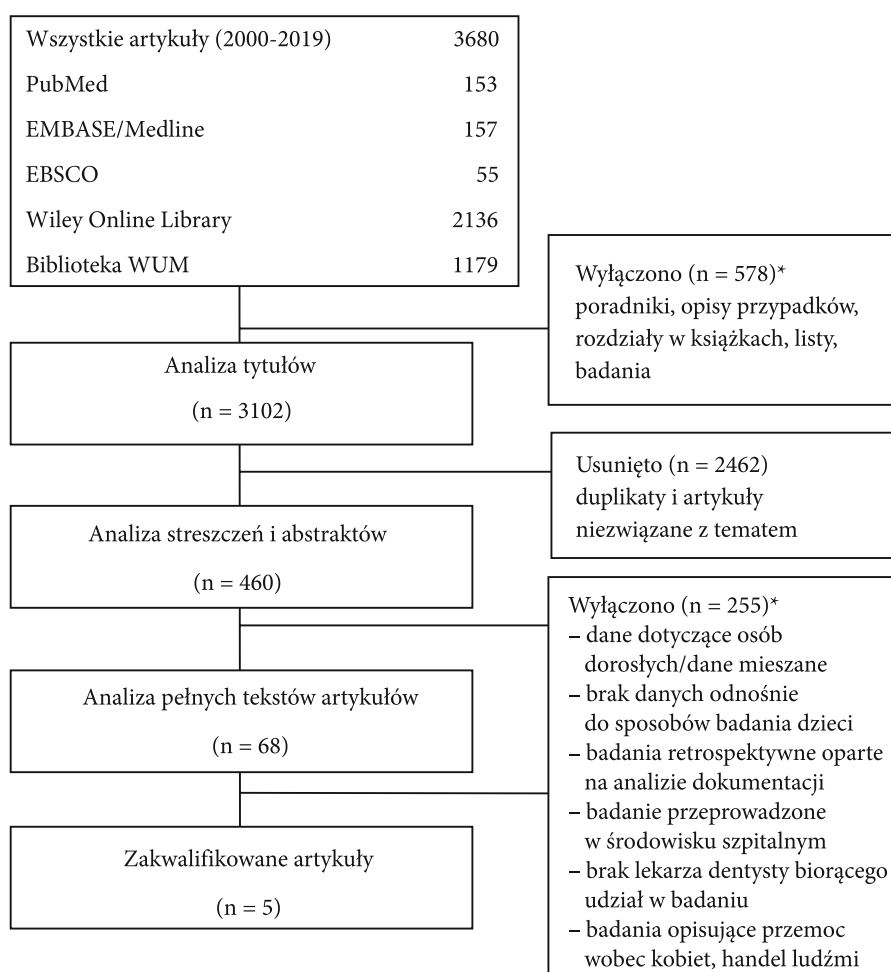 Wszystkie artykuły (2000-2019) 3680
PubMed 153
EMBASE/Medline 157
EBSCO 55
Wiley Online Library 2136
Biblioteka WUM 1179
Wyłączono (n = 578)*
poradniki, opisy przypadków,
rozdziały w książkach, listy,
badania
Analiza tytułów
(n = 3102)
Usunięto (n = 2462)
duplikaty i artykuły
niezwiązane z tematem
Analiza streszczeń i abstraktów
(n = 460)
Wyłączono (n = 255)*
– dane dotyczące osób
dorosłych/dane mieszane
– brak danych odnośnie
do sposobów badania dzieci
– badania retrospektywne oparte
na analizie dokumentacji
– badanie przeprowadzone
w środowisku szpitalnym
– brak lekarza dentysty biorącego
udział w badaniu
– badania opisujące przemoc
wobec kobiet, handel ludźmi
Analiza pełnych tekstów artykułów
(n = 68)
Zakwalifikowane artykuły
(n = 5)